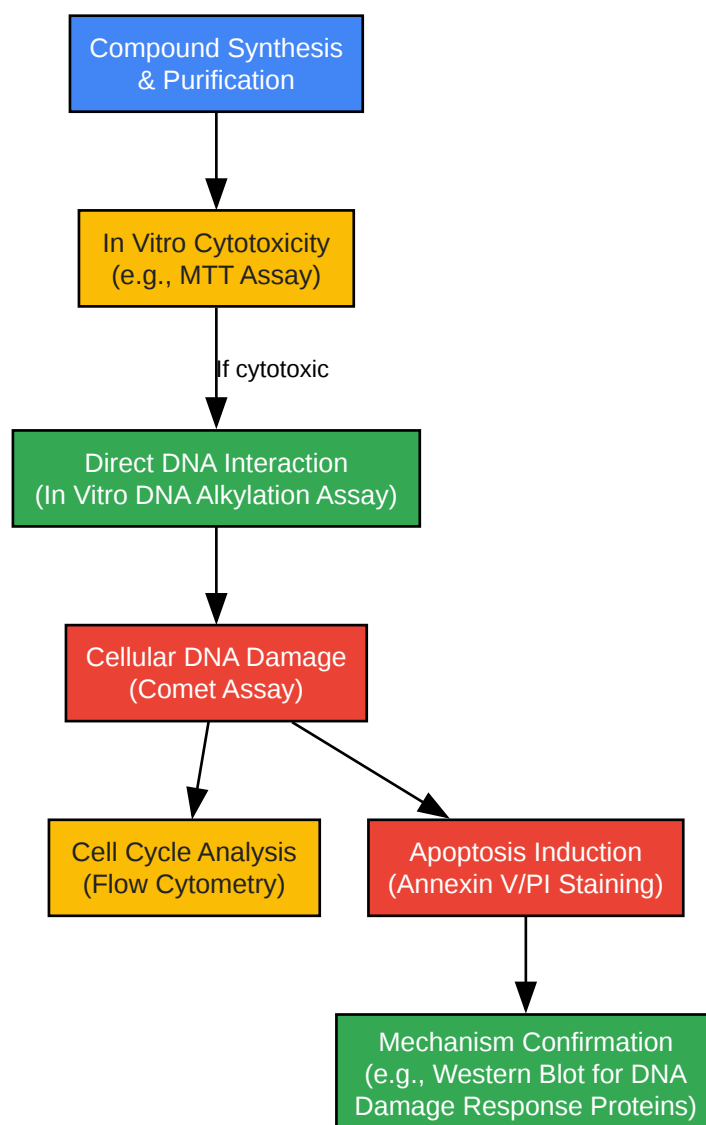 Compound Synthesis
& Purification
In Vitro Cytotoxicity
(e.g., MTT Assay)
If cytotoxic
Direct DNA Interaction
(In Vitro DNA Alkylation Assay)
Cellular DNA Damage
(Comet Assay)
Cell Cycle Analysis
(Flow Cytometry)
Apoptosis Induction
(Annexin V/PI Staining)
Mechanism Confirmation
(e.g., Western Blot for DNA
Damage Response Proteins)